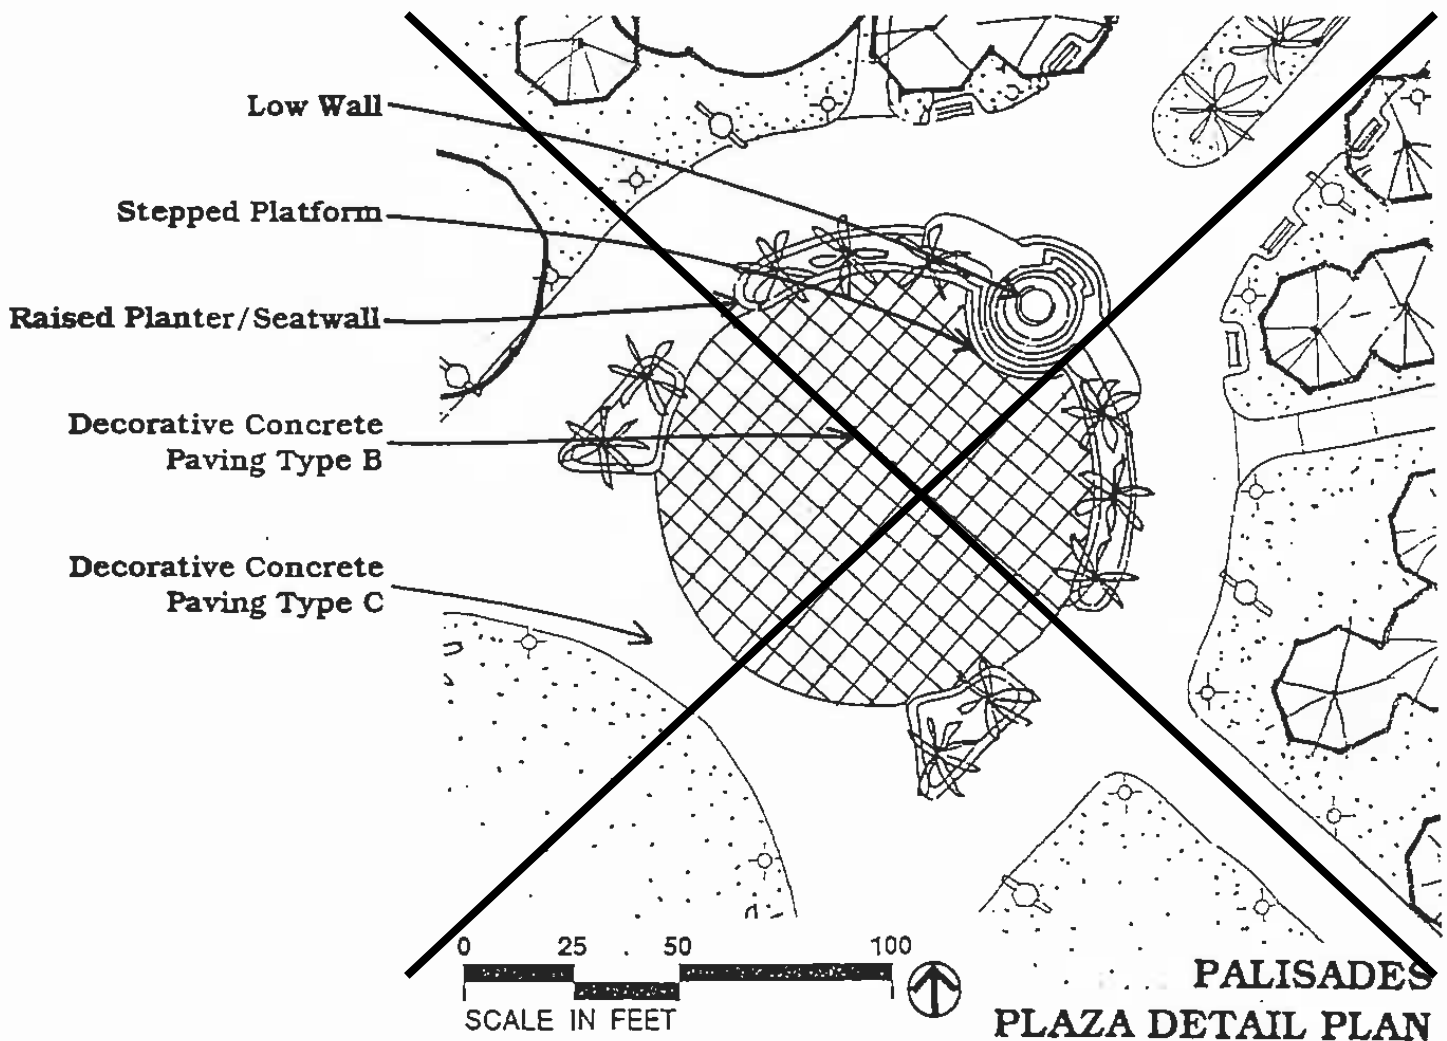 Low Wall
Stepped Platform
Raised Planter/Seatwall
Decorative Concrete
Paving Type B
Decorative Concrete
Paving Type C
0 25 50 100
SCALE IN FEET
PALISADES
PLAZA DETAIL PLAN